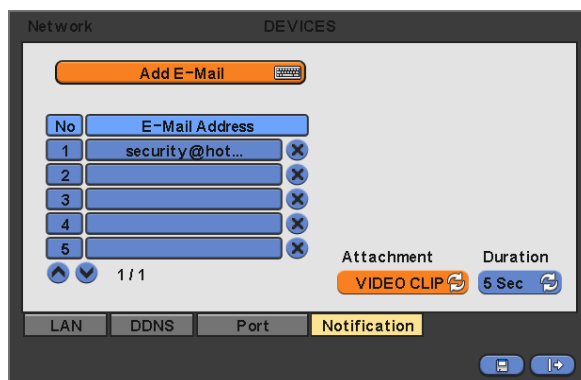 Network DEVICES
Add E-Mail
No E-Mail Address
1 security@hot...
2
3
4
5
1/1
Attachment Duration
VIDEO CLIP 5 Sec
LAN DDNS Port Notification